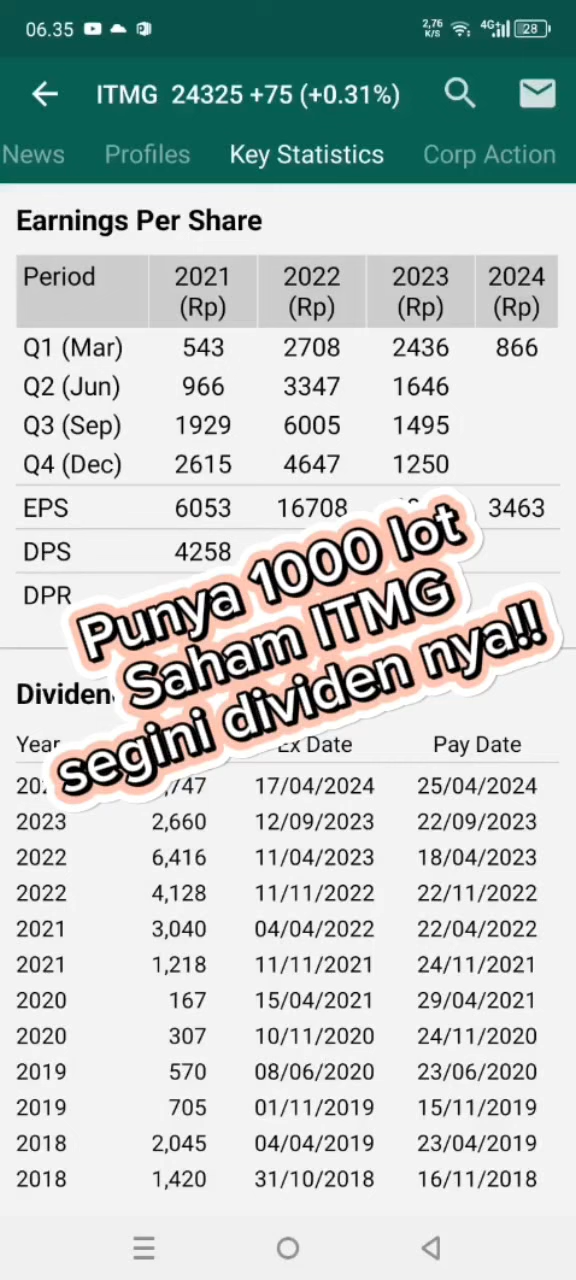 06.35 2,76 K/S 4G+ 28
ITMG 24325 +75 (+0.31%)
News Profiles Key Statistics Corp Action
Earnings Per Share
Period 2021 (Rp) 2022 (Rp) 2023 (Rp) 2024 (Rp)
Q1 (Mar) 543 2708 2436 866
Q2 (Jun) 966 3347 1646
Q3 (Sep) 1929 6005 1495
Q4 (Dec) 2615 4647 1250
EPS 6053 16708 3463
DPS 4258
DPR
Punya 1000 lot
Saham ITMG
segini dividen nya!!
Ex Date Pay Date
17/04/2024 25/04/2024
2023 2,660 12/09/2023 22/09/2023
2022 6,416 11/04/2023 18/04/2023
2022 4,128 11/11/2022 22/11/2022
2021 3,040 04/04/2022 22/04/2022
2021 1,218 11/11/2021 24/11/2021
2020 167 15/04/2021 29/04/2021
2020 307 10/11/2020 24/11/2020
2019 570 08/06/2020 23/06/2020
2019 705 01/11/2019 15/11/2019
2018 2,045 04/04/2019 23/04/2019
2018 1,420 31/10/2018 16/11/2018